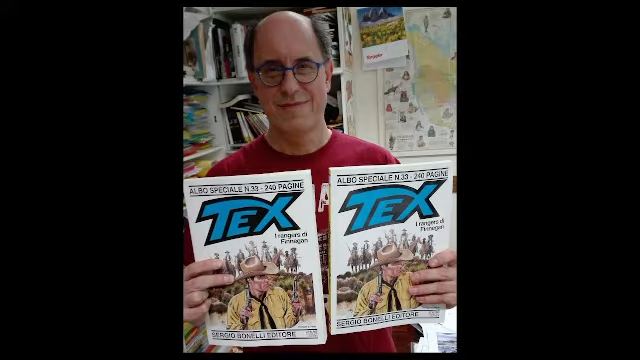 ALBO SPECIALE N.33 - 240 PAGINE
TEX
I rangers di
Finnegan
SERGIO BONELLI EDITORE
ALBO SPECIALE N.33 - 240 PAGINE
TEX
I rangers di
Finnegan
SERGIO BONELLI EDITORE